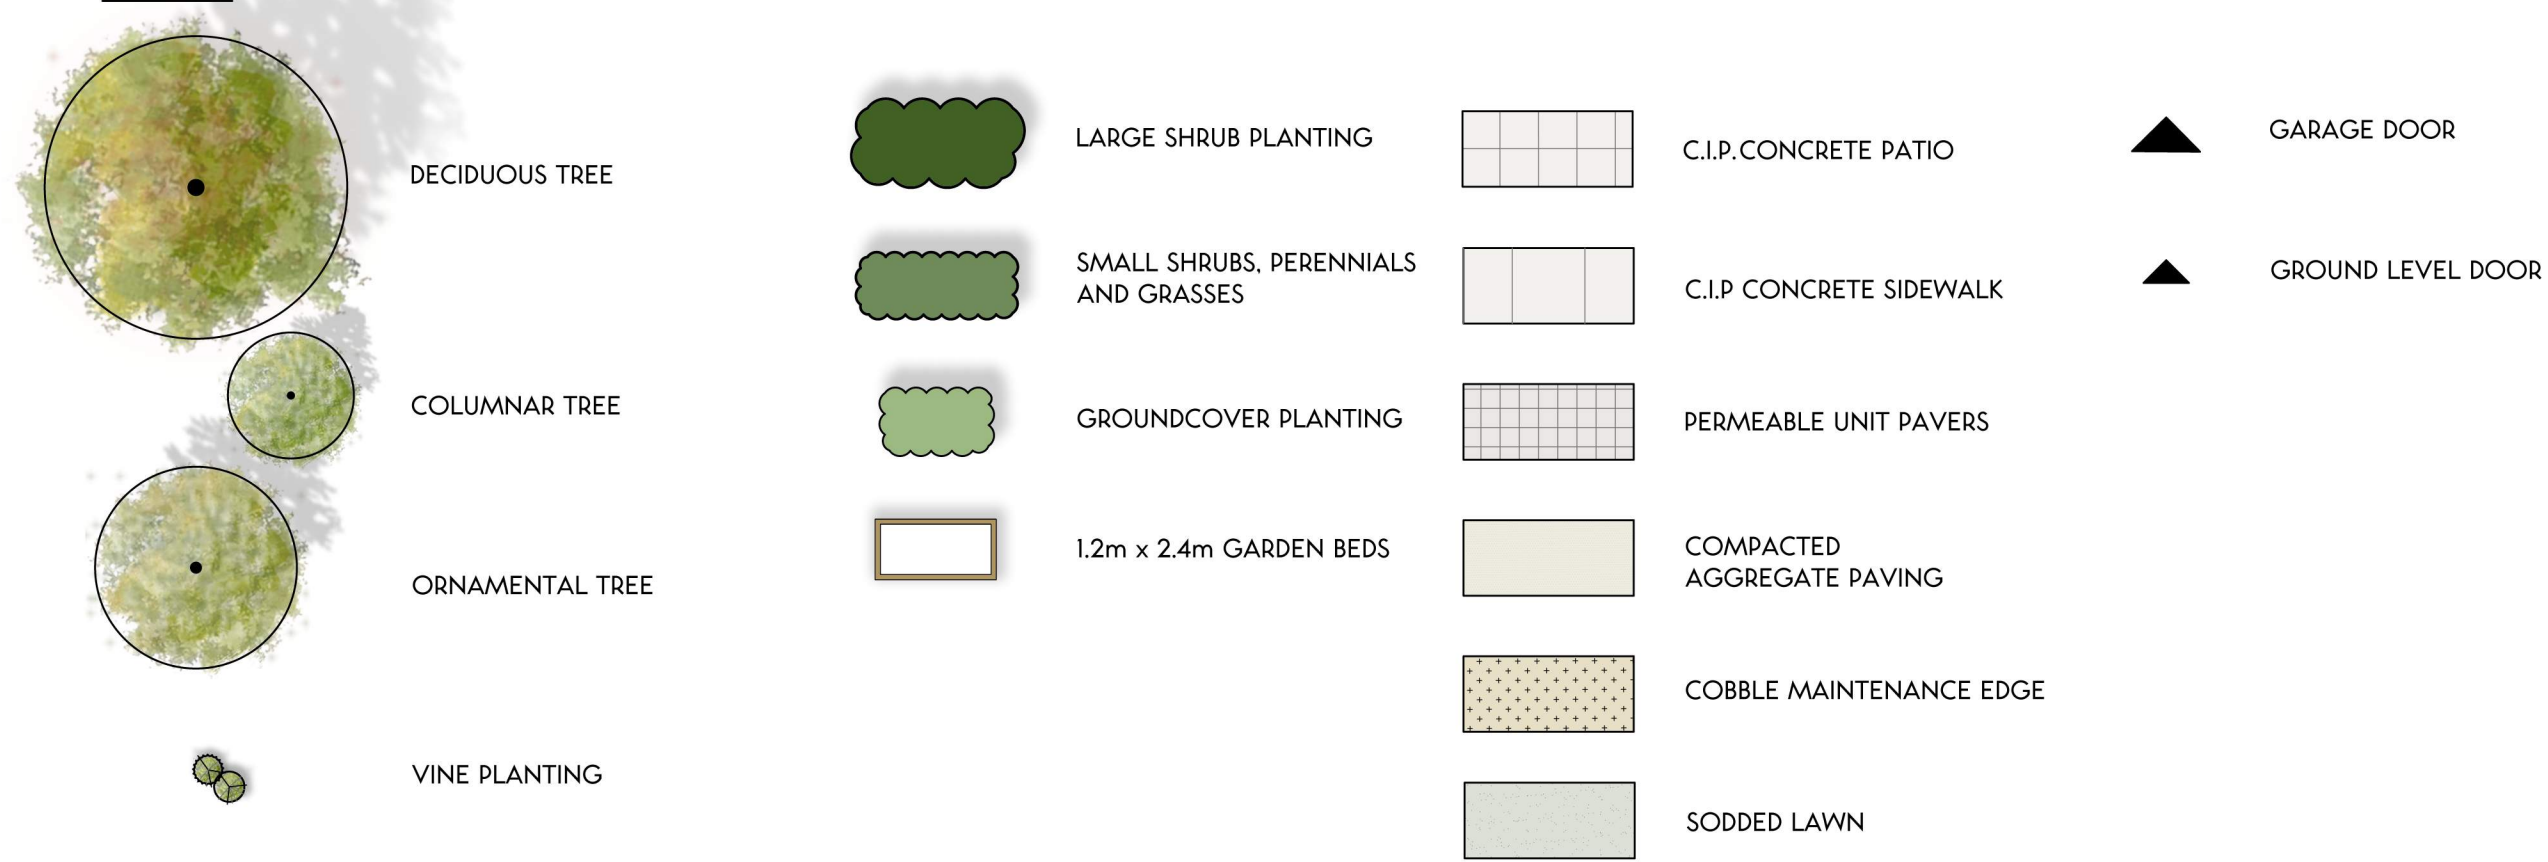 DECIDUOUS TREE
COLUMNAR TREE
ORNAMENTAL TREE
VINE PLANTING
LARGE SHRUB PLANTING
SMALL SHRUBS, PERENNIALS
AND GRASSES
GROUNDCOVER PLANTING
1.2m x 2.4m GARDEN BEDS
C.I.P. CONCRETE PATIO
C.I.P CONCRETE SIDEWALK
PERMEABLE UNIT PAVERS
COMPACTED
AGGREGATE PAVING
COBBLE MAINTENANCE EDGE
SODDED LAWN
GARAGE DOOR
GROUND LEVEL DOOR